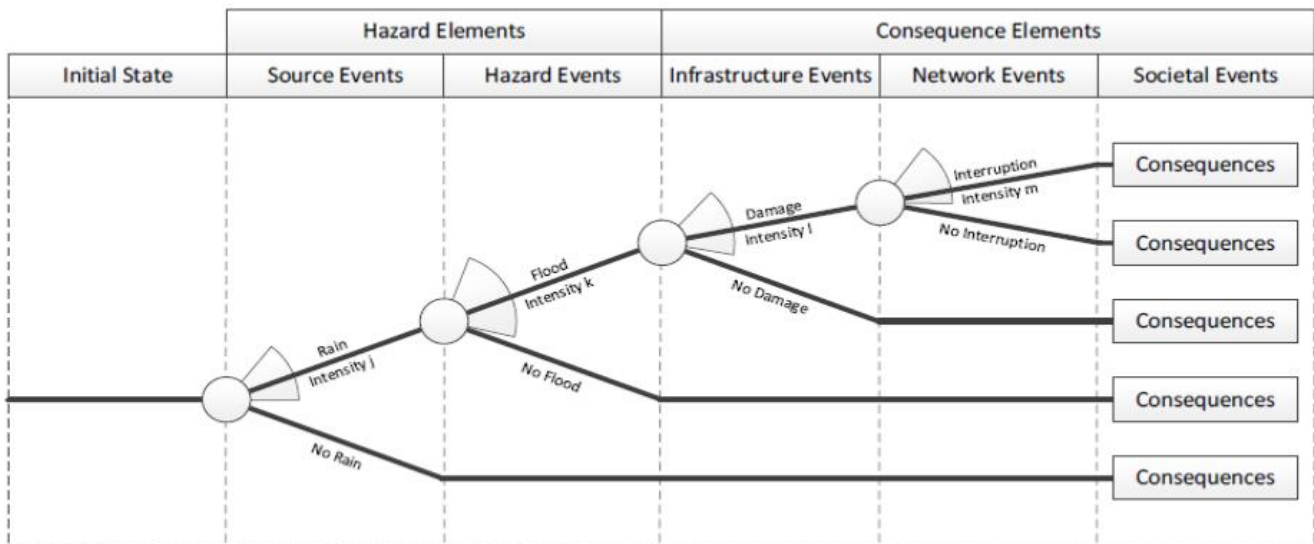 Hazard Elements
Consequence Elements
Initial State
Source Events
Hazard Events
Infrastructure Events
Network Events
Societal Events
Interruption
Intensity m
No Interruption
Damage
Intensity l
No Damage
Flood
Intensity k
No Flood
Rain
Intensity j
No Rain
Consequences
Consequences
Consequences
Consequences
Consequences